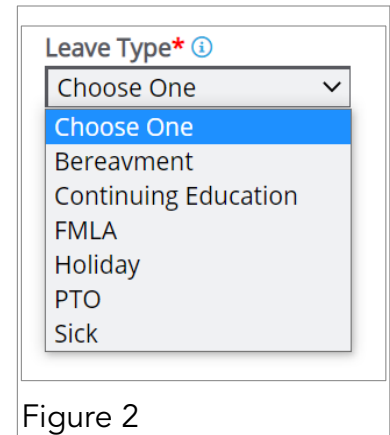 Leave Type*
Choose One
Choose One
Bereavment
Continuing Education
FMLA
Holiday
PTO
Sick
Figure 2